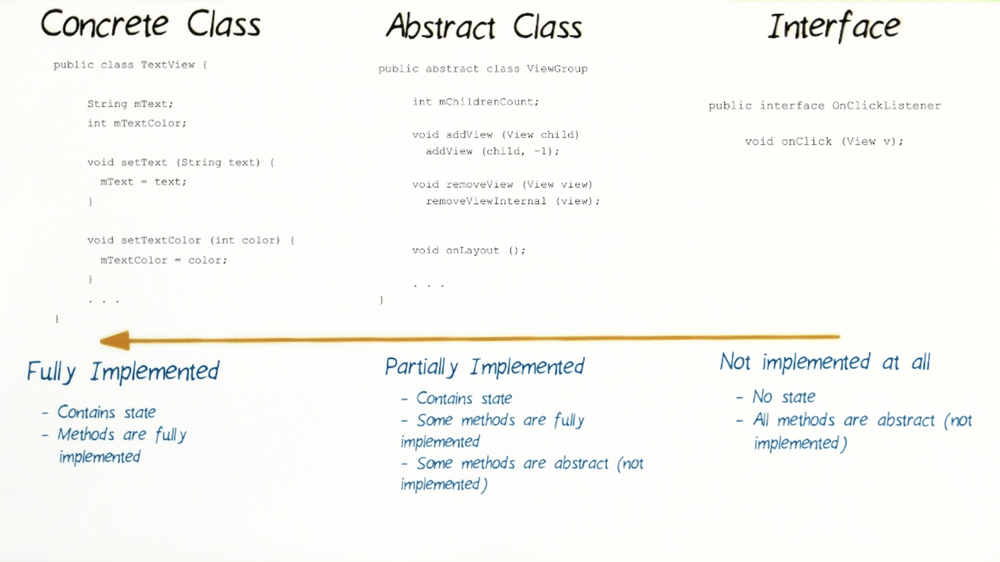 Concrete Class
public class TextView {
String mText;
int mTextColor;
void setText (String text) {
mText = text;
}
void setTextColor (int color) {
mTextColor = color;
}
. . .
}
Fully Implemented
- Contains state
- Methods are fully
implemented
Abstract Class
public abstract class ViewGroup
int mChildrenCount;
void addView (View child)
addView (child, -1);
void removeView (View view)
removeViewInternal (view);
void onLayout ();
. . .
}
Partially Implemented
- Contains state
- Some methods are fully
implemented
- Some methods are abstract (not
implemented)
Interface
public interface OnClickListener
void onClick (View v);
Not implemented at all
- No state
- All methods are abstract (not
implemented)